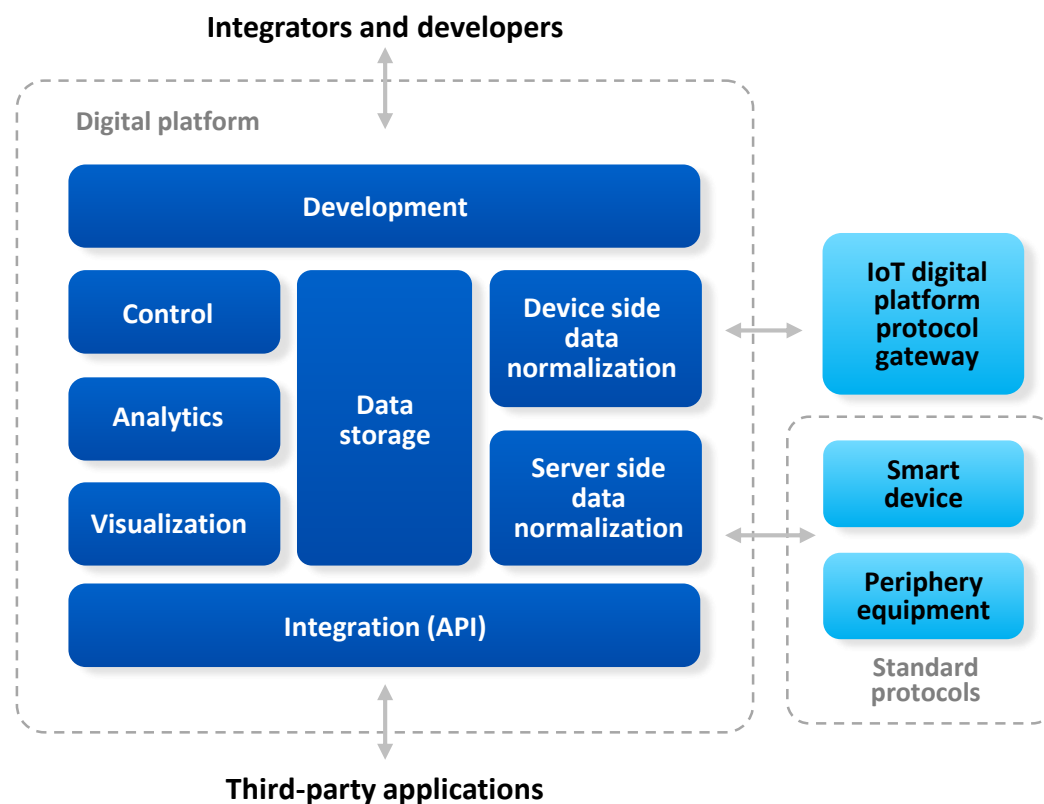 Integrators and developers
Digital platform
Development
Control
Analytics
Visualization
Data
storage
Device side
data
normalization
Server side
data
normalization
Integration (API)
IoT digital
platform
protocol
gateway
Smart
device
Periphery
equipment
Standard
protocols
Third-party applications